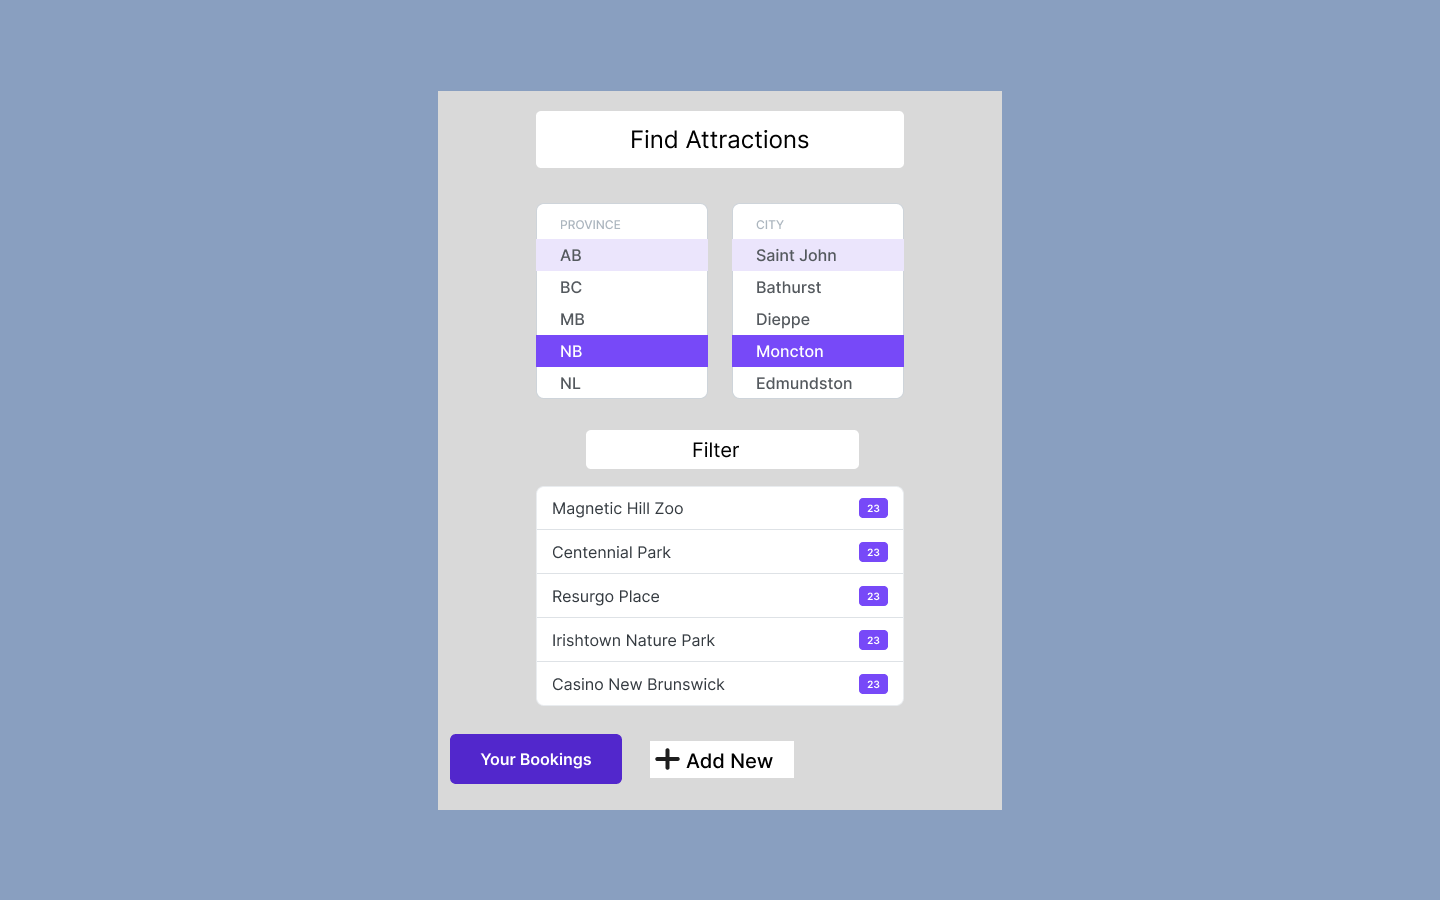 Find Attractions
PROVINCE
AB
BC
MB
NB
NL
CITY
Saint John
Bathurst
Dieppe
Moncton
Edmundston
Filter
Magnetic Hill Zoo 23
Centennial Park 23
Resurgo Place 23
Irishtown Nature Park 23
Casino New Brunswick 23
Your Bookings
Add New